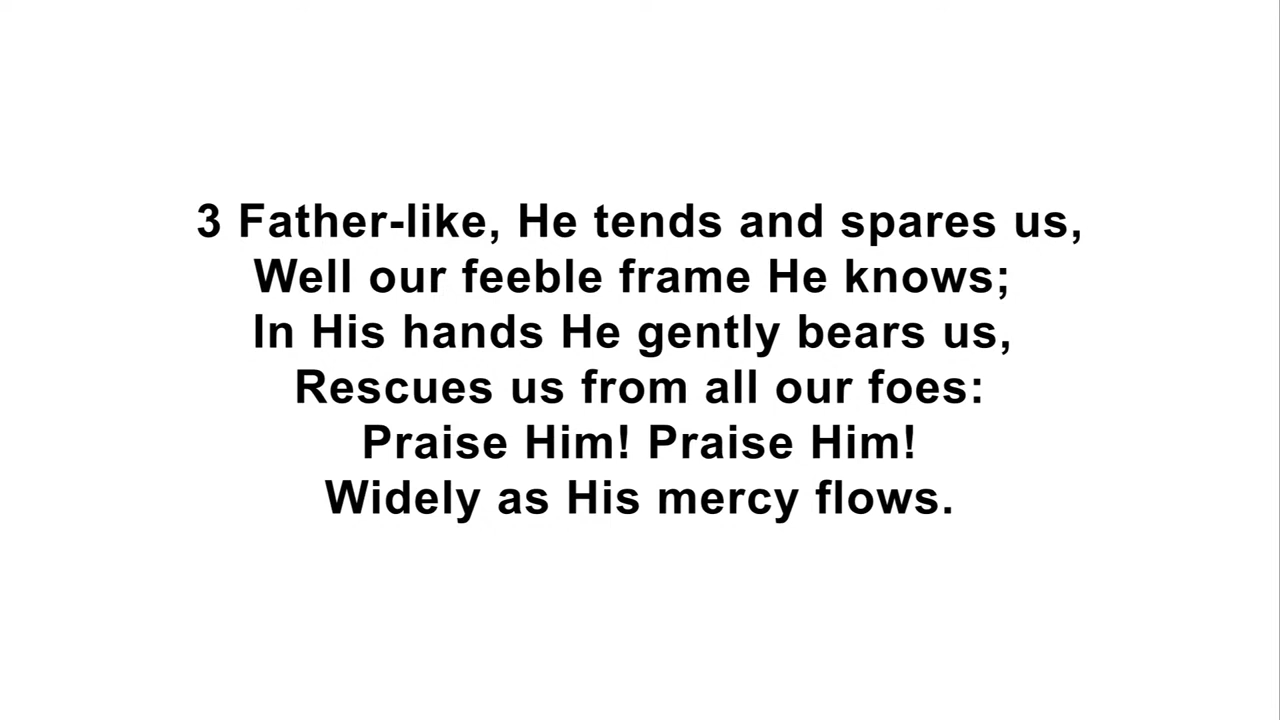 3 Father-like, He tends and spares us,
Well our feeble frame He knows;
In His hands He gently bears us,
Rescues us from all our foes:
Praise Him! Praise Him!
Widely as His mercy flows.